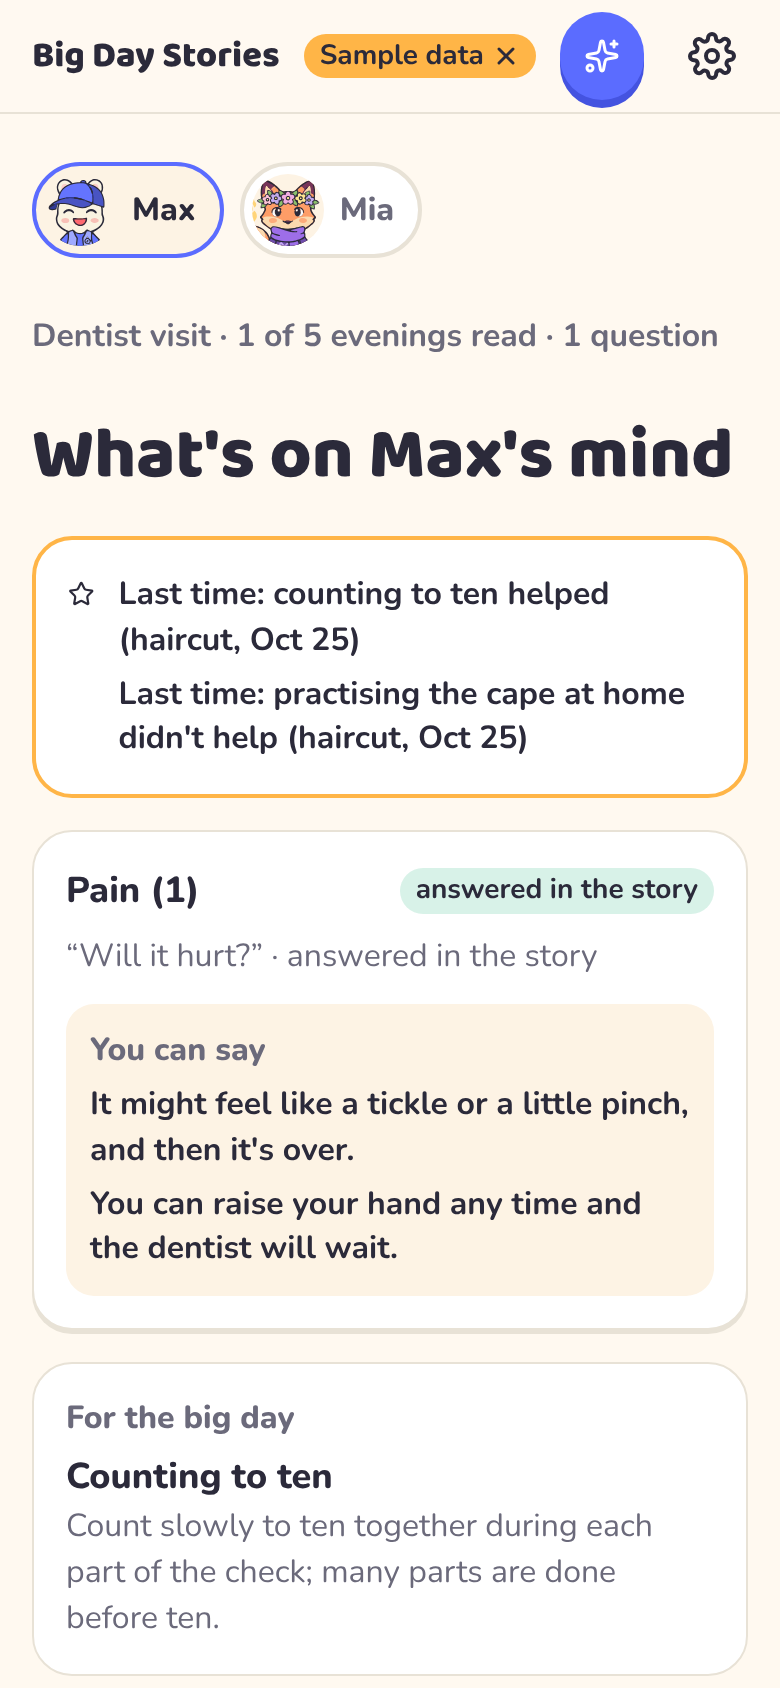 Big Day Stories
Sample data
Max
Mia
Dentist visit · 1 of 5 evenings read · 1 question
What's on Max's mind
Last time: counting to ten helped
(haircut, Oct 25)
Last time: practising the cape at home
didn't help (haircut, Oct 25)
Pain (1)
answered in the story
“Will it hurt?” · answered in the story
You can say
It might feel like a tickle or a little pinch,
and then it's over.
You can raise your hand any time and
the dentist will wait.
For the big day
Counting to ten
Count slowly to ten together during each
part of the check; many parts are done
before ten.